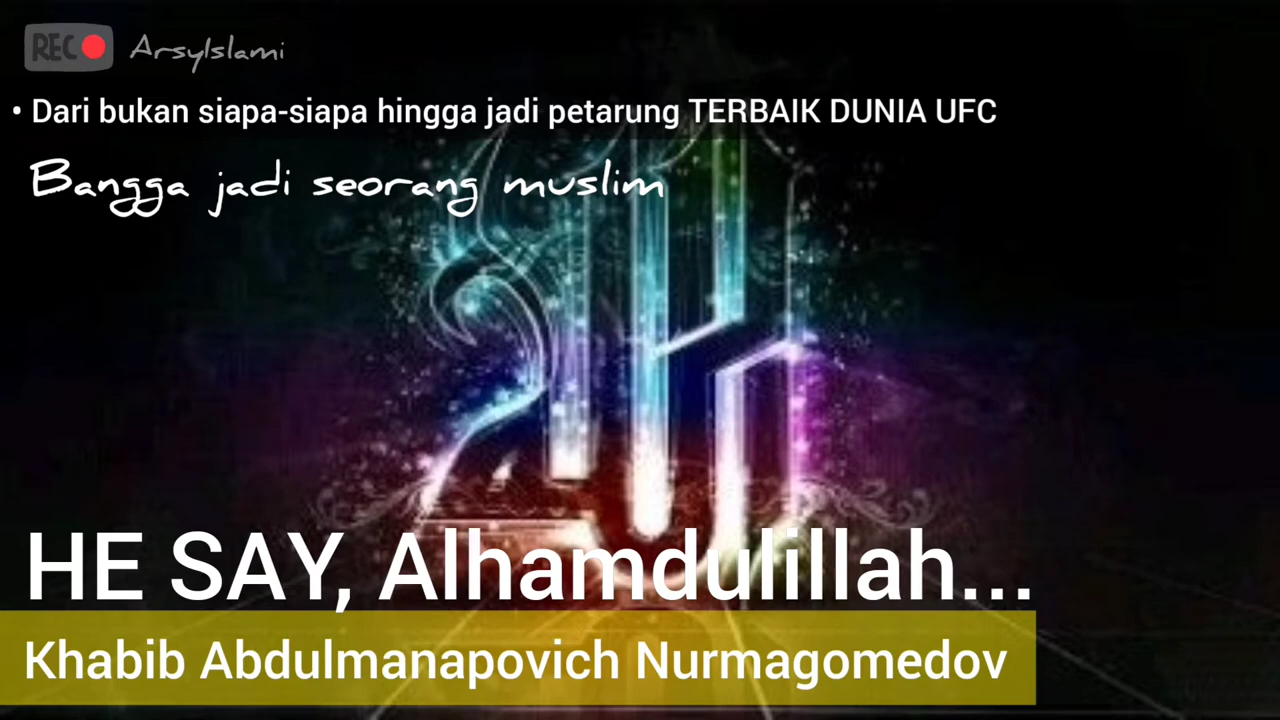 REC ArsyIslami
• Dari bukan siapa-siapa hingga jadi petarung TERBAIK DUNIA UFC
Bangga jadi seorang muslim
HE SAY, Alhamdulillah...
Khabib Abdulmanapovich Nurmagomedov